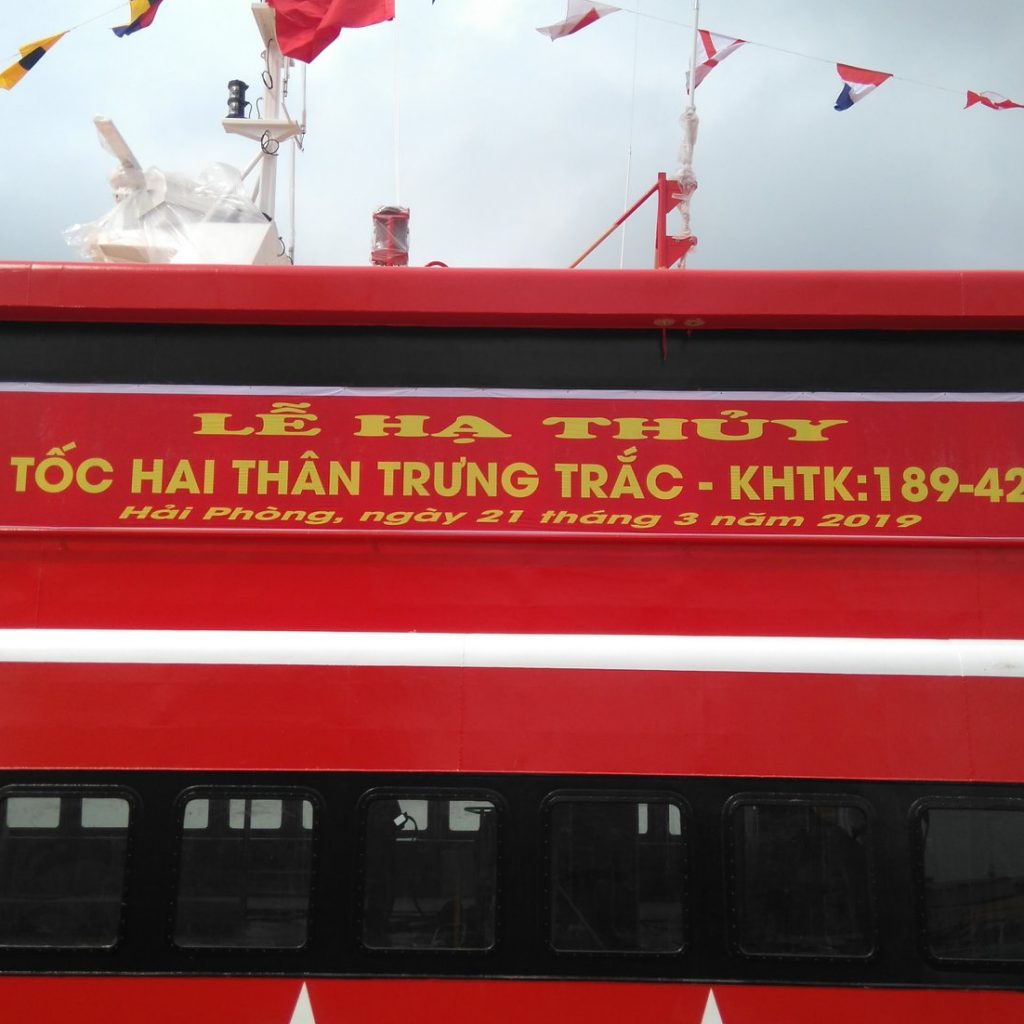 LỄ HẠ THỦY
TỐC HAI THÂN TRƯNG TRẮC - KHTK:189-42
Hải Phòng, ngày 21 tháng 3 năm 2019